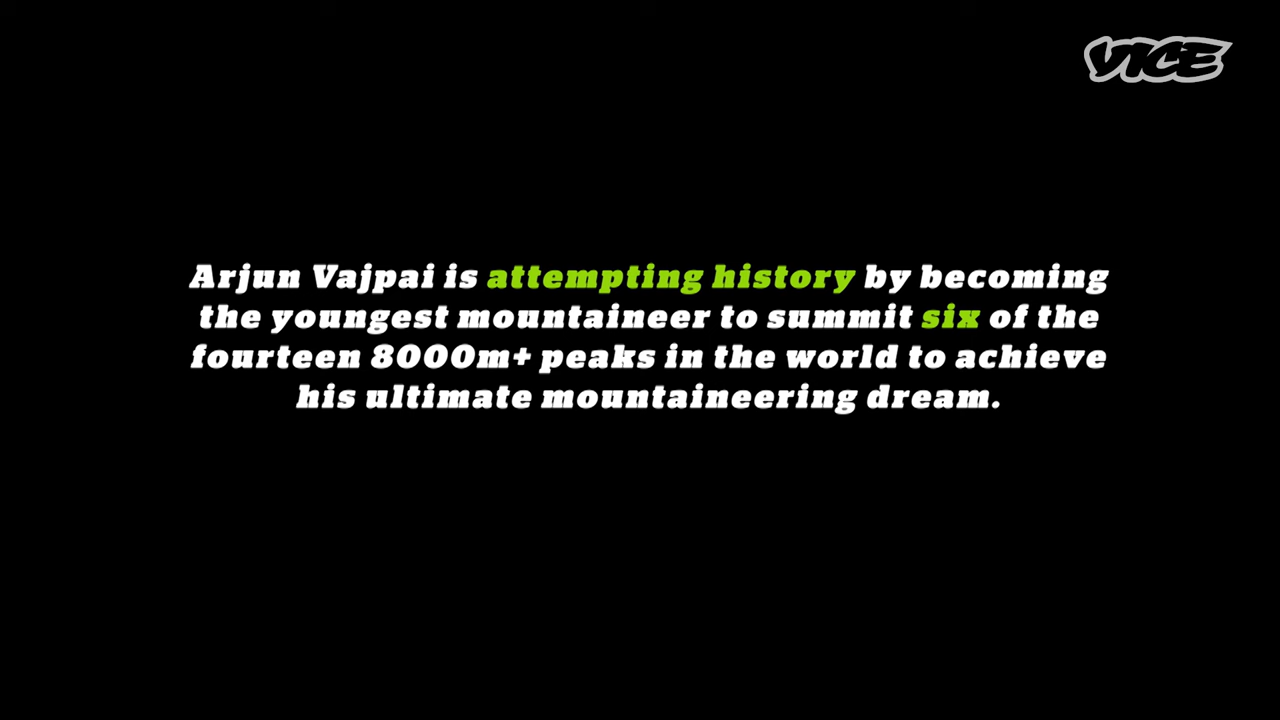 VICE
Arjun Vajpai is attempting history by becoming
the youngest mountaineer to summit six of the
fourteen 8000m+ peaks in the world to achieve
his ultimate mountaineering dream.